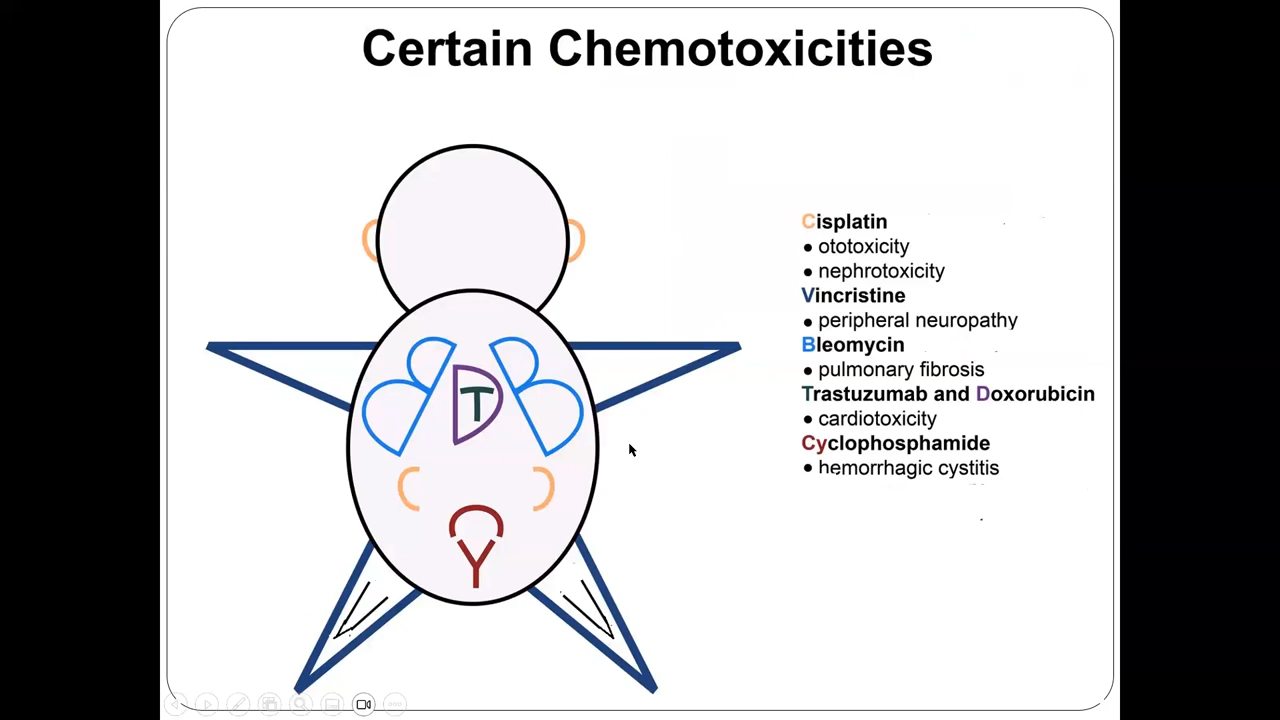 Certain Chemotoxicities
Cisplatin
• ototoxicity
• nephrotoxicity
Vincristine
• peripheral neuropathy
Bleomycin
• pulmonary fibrosis
Trastuzumab and Doxorubicin
• cardiotoxicity
Cyclophosphamide
• hemorrhagic cystitis
C
C
V
V
B
B
D
T
C
C
C
Y
V
V